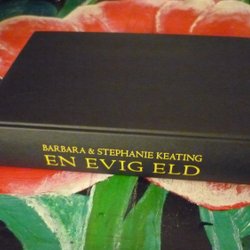 BARBARA & STEPHANIE KEATING
EN EVIG ELD